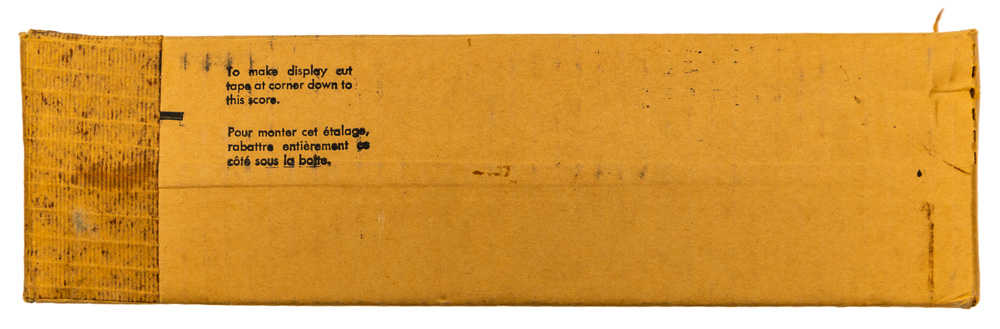 To make display cut
tape at corner down to
this score.
Pour monter cet étalage,
rabattre entièrement ce
côté sous la boîte.